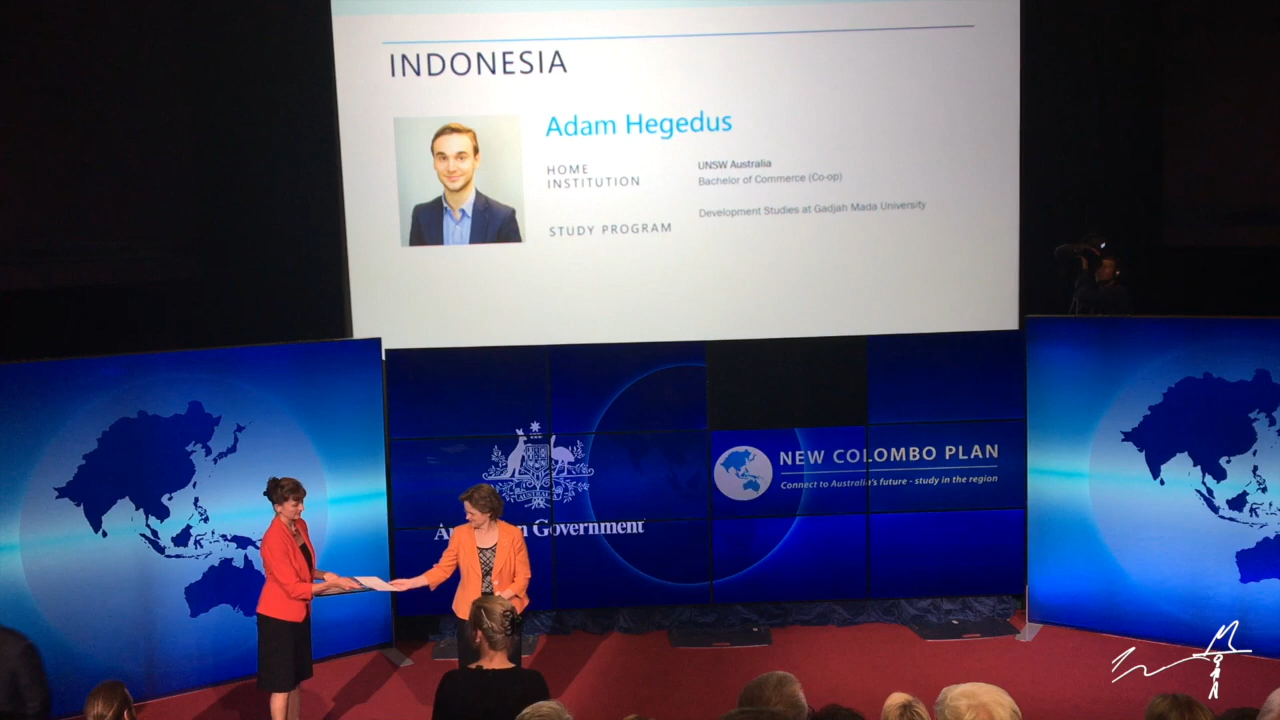 INDONESIA
Adam Hegedus
HOME
INSTITUTION
UNSW Australia
Bachelor of Commerce (Co-op)
STUDY PROGRAM
Development Studies at Gadjah Mada University
AUSTRALIA
Government
NEW COLOMBO PLAN
Connect to Australia's future - study in the region